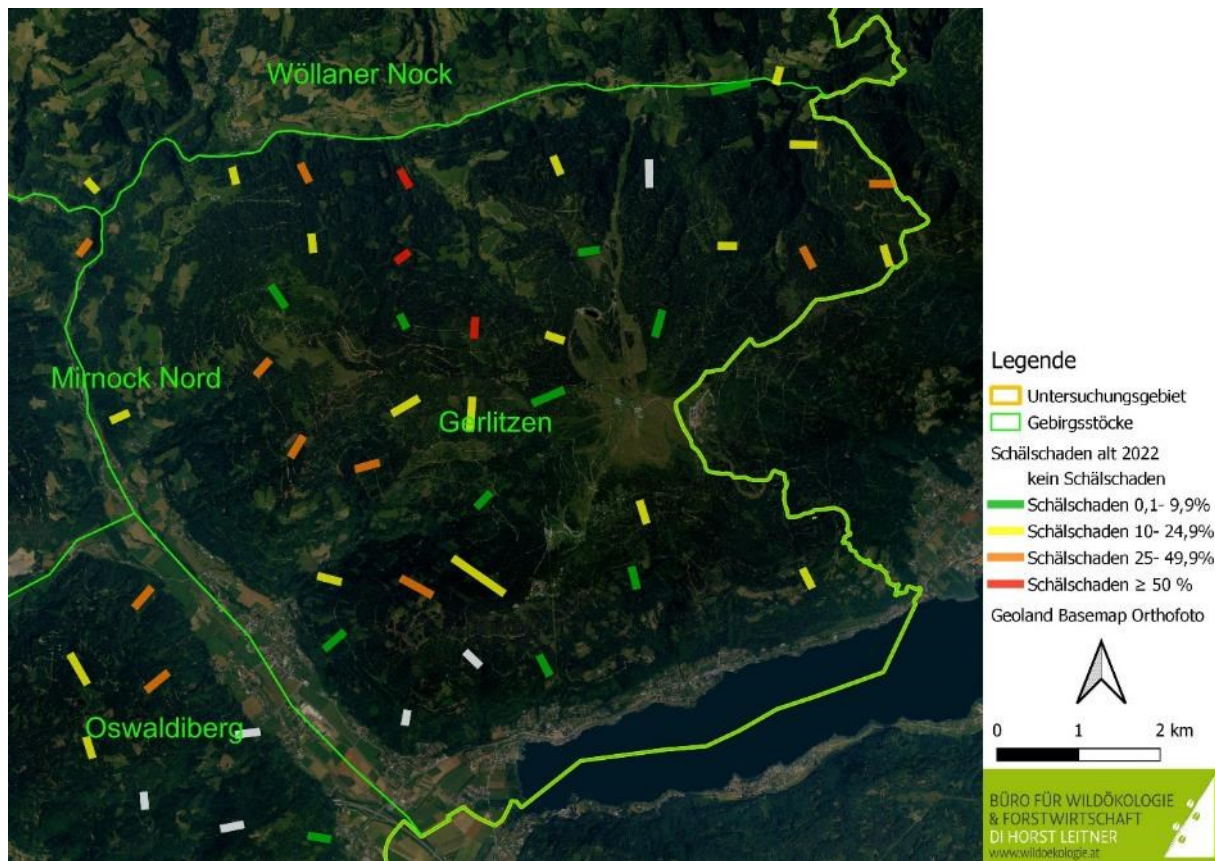 Wöllaner Nock
Mirnock Nord
Gerlitzen
Oswaldiberg
Legende
Untersuchungsgebiet
Gebirgsstöcke
Schälschaden alt 2022
kein Schälschaden
Schälschaden 0,1- 9,9%
Schälschaden 10- 24,9%
Schälschaden 25- 49,9%
Schälschaden ≥ 50 %
Geoland Basemap Orthofoto
0 1 2 km
BÜRO FÜR WILDÖKOLOGIE
& FORSTWIRTSCHAFT
DI HORST LEITNER
www.wildoekologie.at